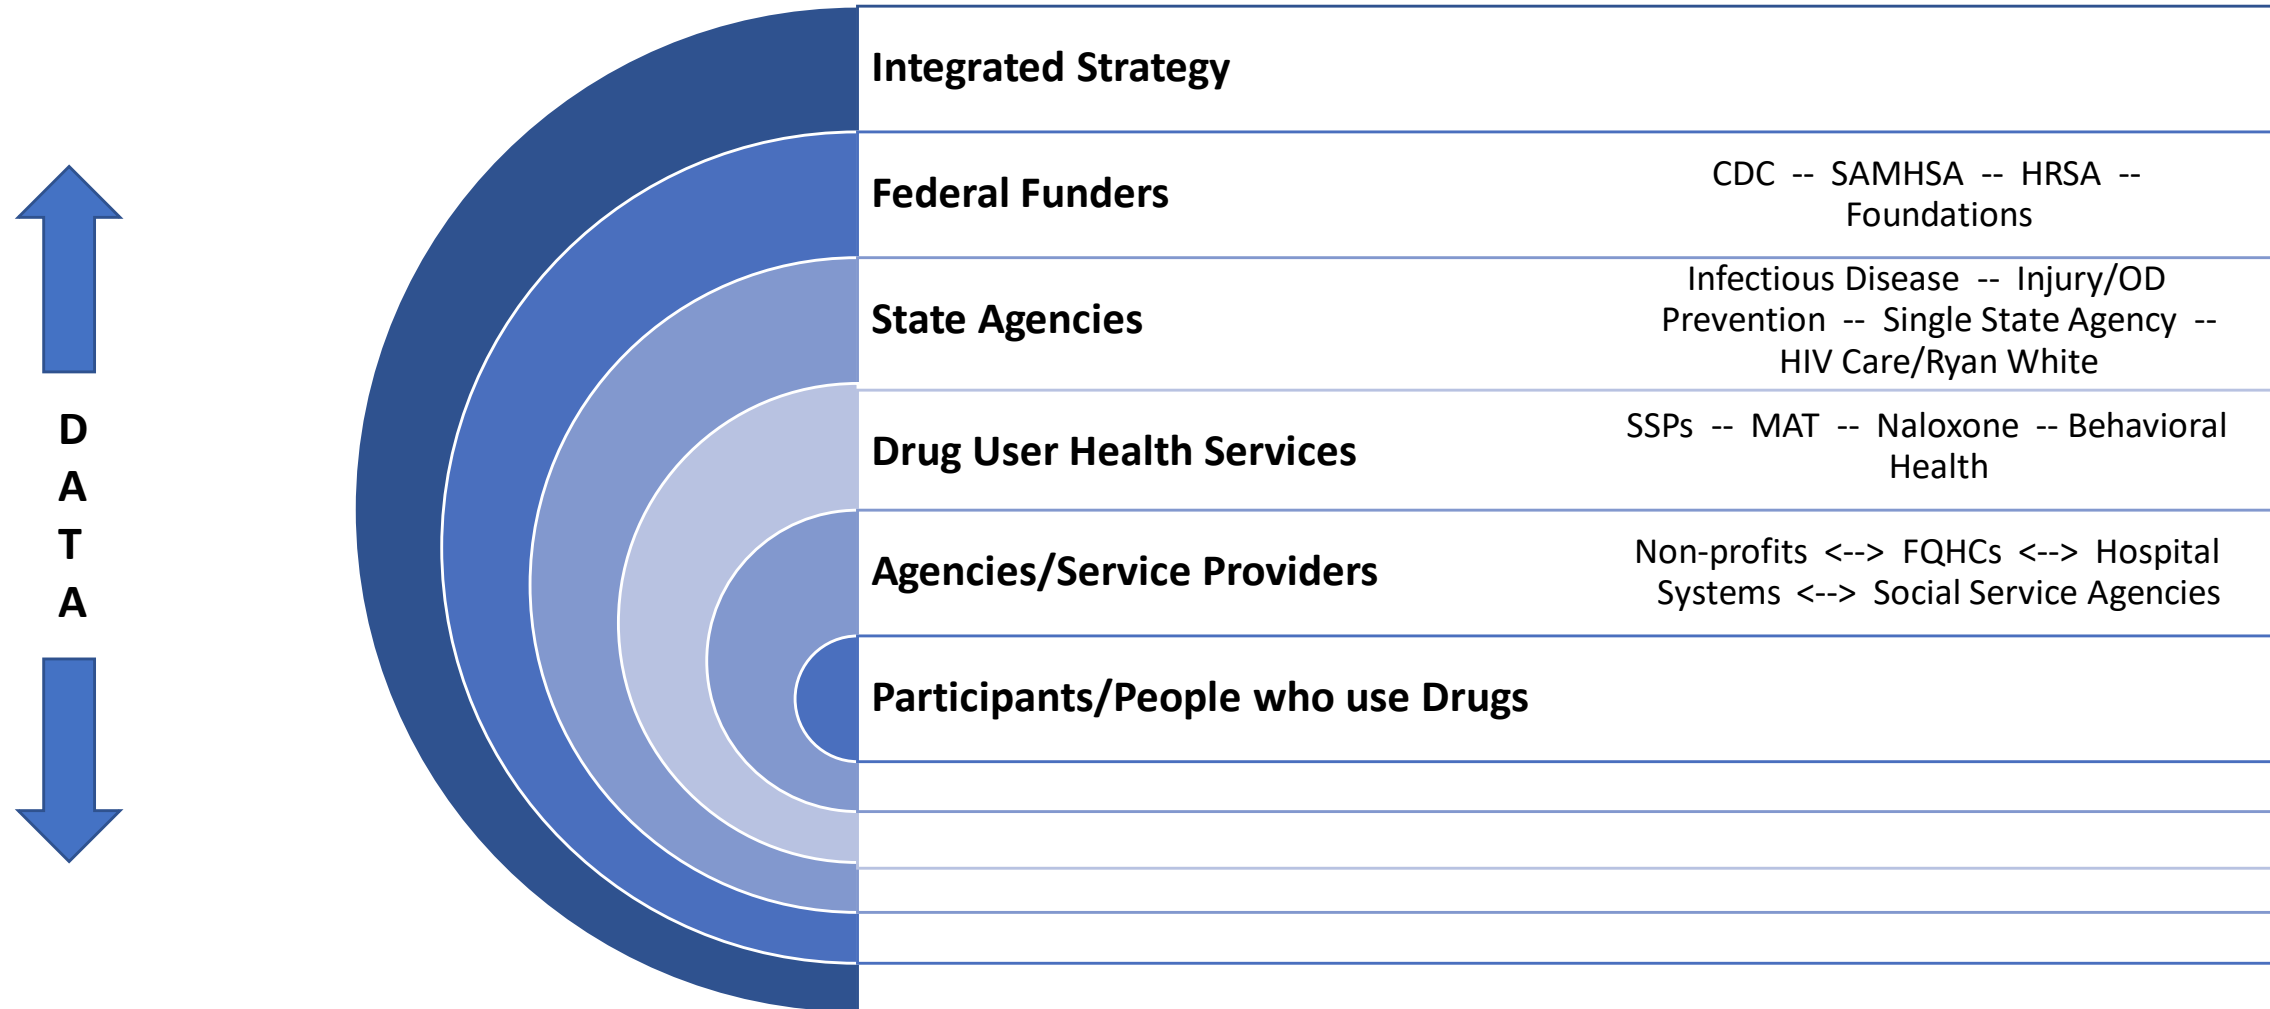 Integrated Strategy
Federal Funders
CDC -- SAMHSA -- HRSA --
Foundations
State Agencies
Infectious Disease -- Injury/OD
Prevention -- Single State Agency --
HIV Care/Ryan White
D
A
T
A
Drug User Health Services
SSPs -- MAT -- Naloxone -- Behavioral
Health
Agencies/Service Providers
Non-profits <--> FQHCs <--> Hospital
Systems <--> Social Service Agencies
Participants/People who use Drugs